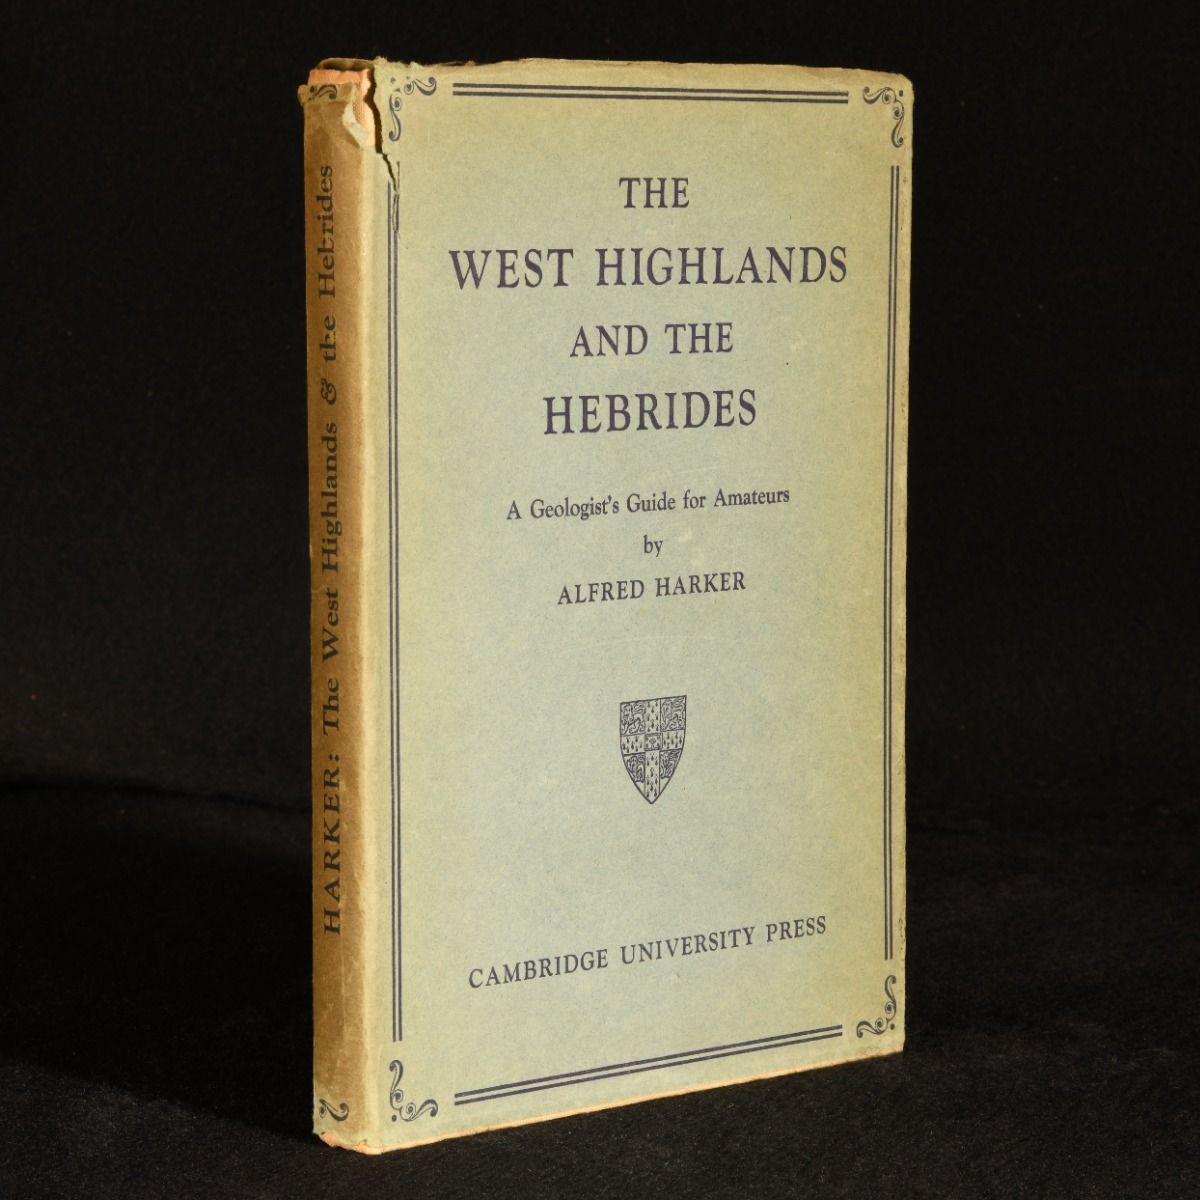 HARKER: The West Highlands & the Hebrides
THE
WEST HIGHLANDS
AND THE
HEBRIDES
A Geologist's Guide for Amateurs
by
ALFRED HARKER
CAMBRIDGE UNIVERSITY PRESS